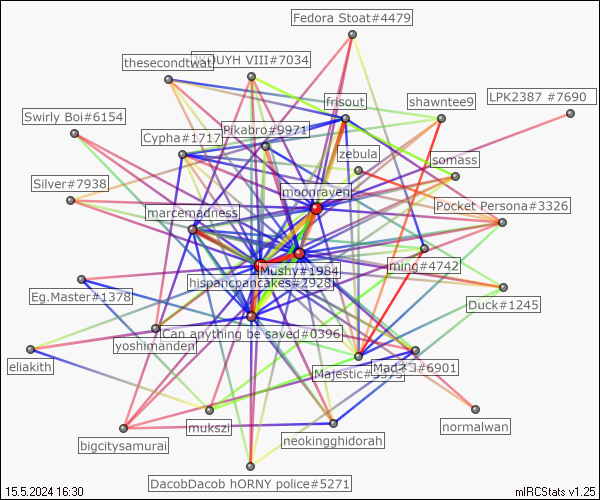 Fedora Stoat#4479
OUYH VIII#7034
thesecondtwat
LPK2387 #7690
frisout
shawntee9
Swirly Boi#6154
Cypha#1717
Pikabro#9971
zebula
somass
Silver#7938
moonraven
Pocket Persona#3326
marcemadness
ming#4742
Mushy#1984
hispancpancakes#2928
Eg.Master#1378
Duck#1245
Can.anything be saved#0396
yoshimanden
eliakith
Majestic
#6901
mukszi
normalwan
bigcitysamurai
neokingghidorah
DacobDacob hORNY police#5271
15.5.2024 16:30
mIRCStats v1.25